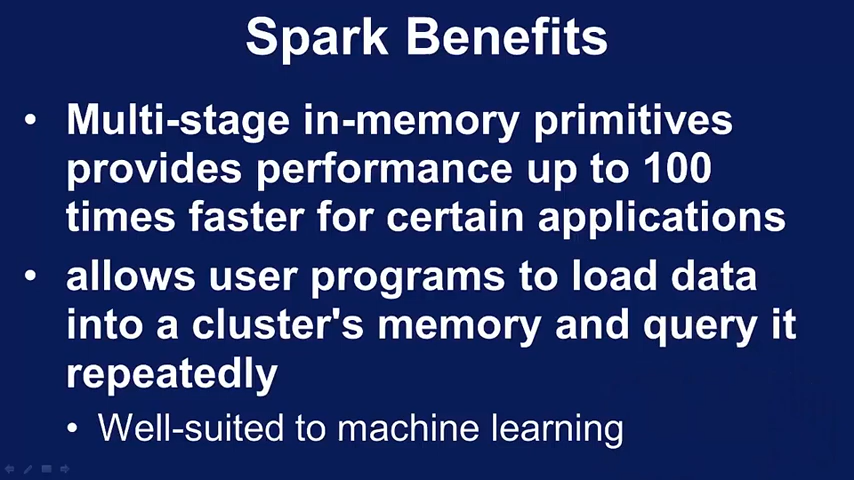 Spark Benefits
• Multi-stage in-memory primitives
provides performance up to 100
times faster for certain applications
• allows user programs to load data
into a cluster's memory and query it
repeatedly
• Well-suited to machine learning